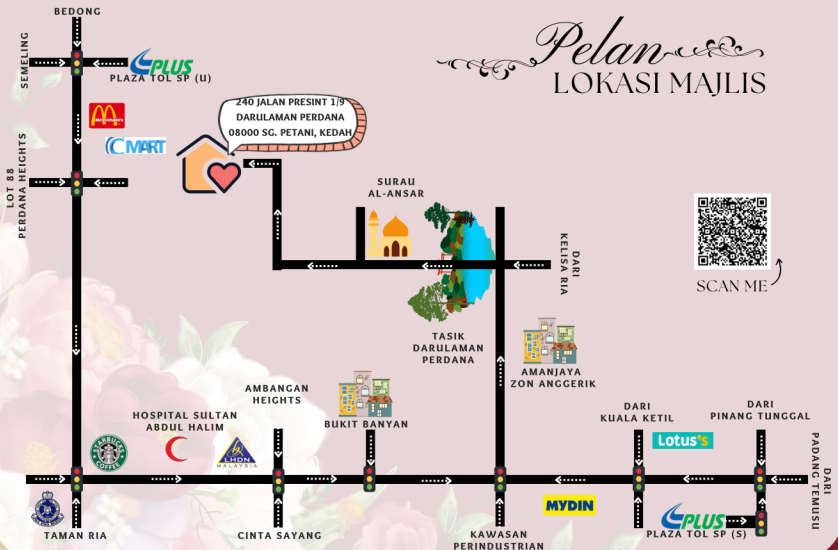 BEDONG
Pelan
LOKASI MAJLIS
SEMELING
PLUS
PLAZA TOL SP (U)
McDonald's
CMART
240 JALAN PRESINT 1/9
DARULAMAN PERDANA
08000 SG. PETANI, KEDAH
LOT 88
PERDANA HEIGHTS
SURAU
AL-ANSAR
DARI
KELISA RIA
SCAN ME
TASIK
DARULAMAN
PERDANA
AMANJAYA
ZON ANGGERIK
AMBANGAN
HEIGHTS
BUKIT BANYAN
HOSPITAL SULTAN
ABDUL HALIM
STARBUCKS
COFFEE
LHDN
MALAYSIA
DARI
KUALA KETIL
DARI
PINANG TUNGGAL
Lotus's
DARI
PADANG TEMUSU
MYDIN
PLUS
PLAZA TOL SP (S)
TAMAN RIA
CINTA SAYANG
KAWASAN
PERINDUSTRIAN